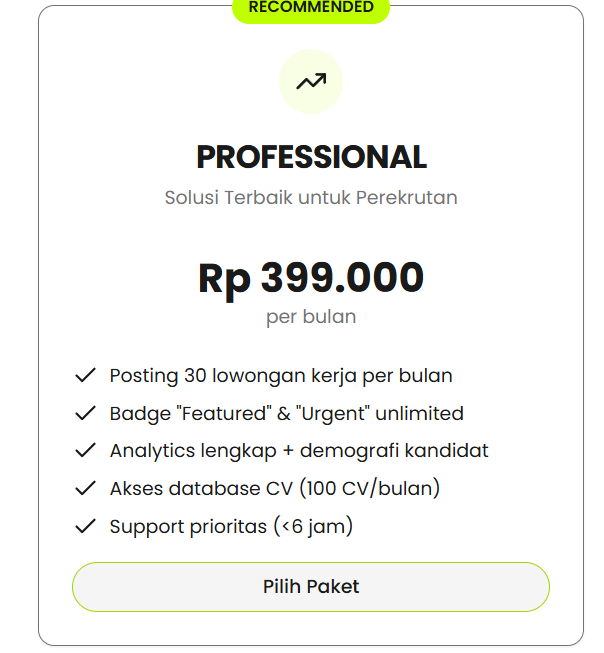 RECOMMENDED
PROFESSIONAL
Solusi Terbaik untuk Perekrutan
Rp 399.000
per bulan
Posting 30 lowongan kerja per bulan
Badge "Featured" & "Urgent" unlimited
Analytics lengkap + demografi kandidat
Akses database CV (100 CV/bulan)
Support prioritas (<6 jam)
Pilih Paket